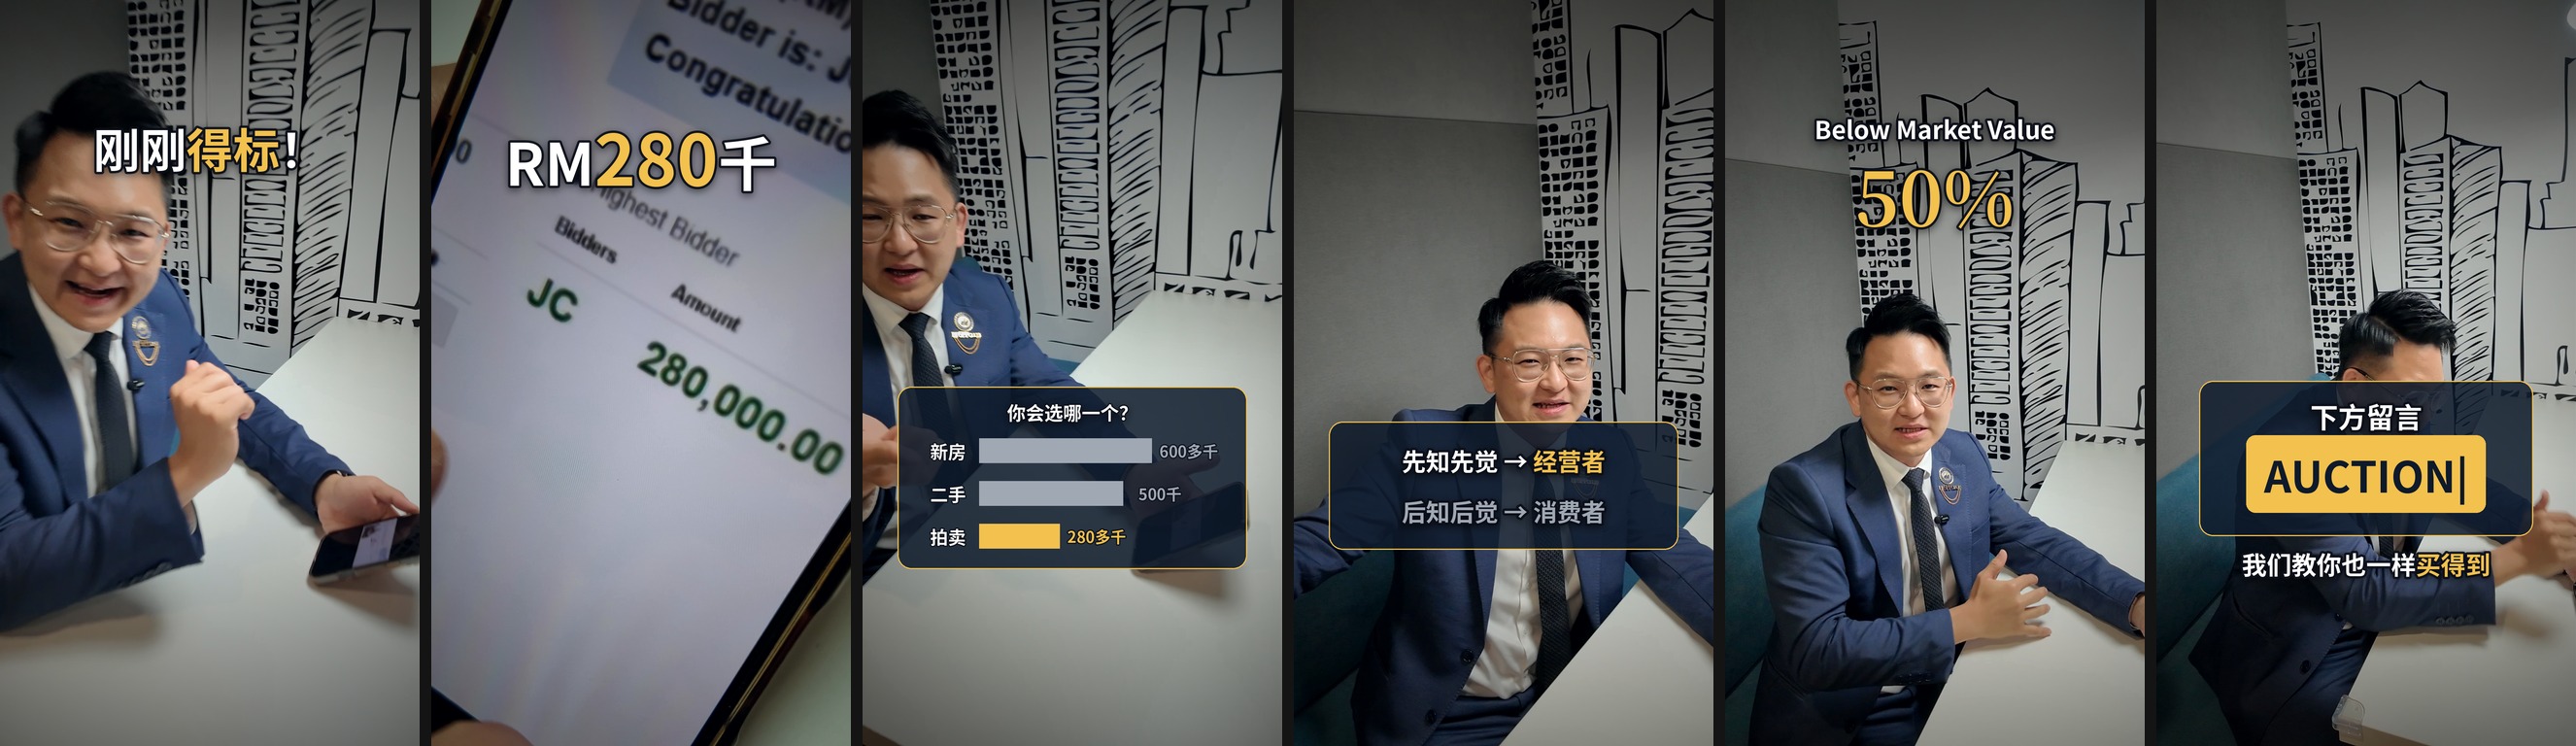 刚刚得标!
Bidder is: J
Congratulatio
RM280千
Highest Bidder
Bidders
Amount
JC
280,000.00
你会选哪一个?
新房 600多千
二手 500千
拍卖 280多千
先知先觉 → 经营者
后知后觉 → 消费者
Below Market Value
50%
下方留言
AUCTION
我们教你也一样买得到